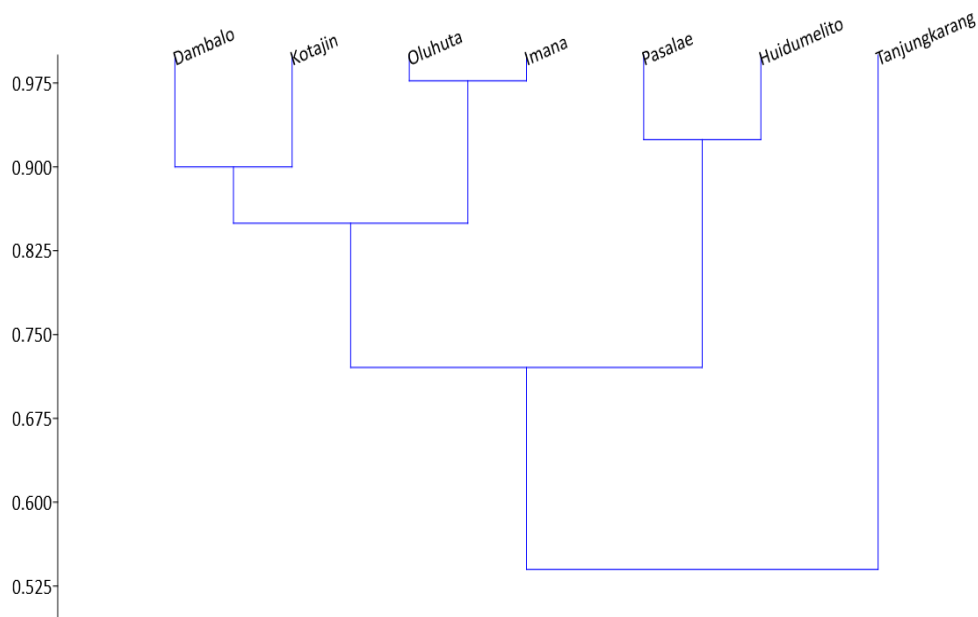 Dambalo
Kotajin
Oluhuta
Imana
Pasalae
Huidumelito
Tanjungkarang
0.975
0.900
0.825
0.750
0.675
0.600
0.525